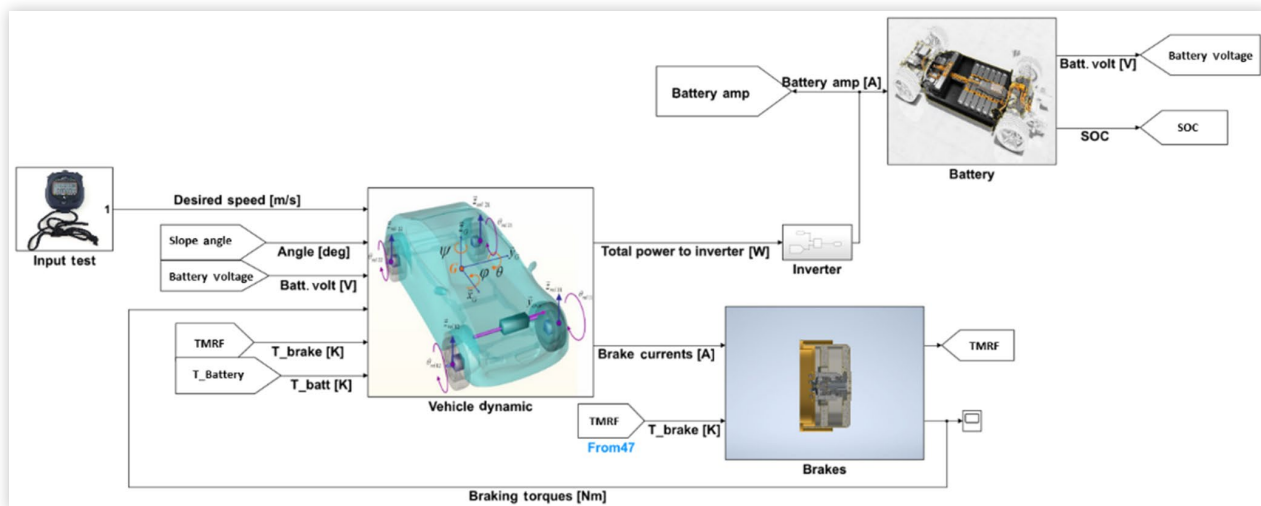 Battery amp
Battery amp [A]
Batt. volt [V]
Battery voltage
SOC
SOC
Battery
1
Input test
Desired speed [m/s]
Slope angle
Angle [deg]
Battery voltage
Batt. volt [V]
TMRF
T_brake [K]
T_Battery
T_batt [K]
ψ
G
φ
θ
Vehicle dynamic
Total power to inverter [W]
Inverter
Brake currents [A]
TMRF
T_brake [K]
From47
TMRF
Brakes
Braking torques [Nm]